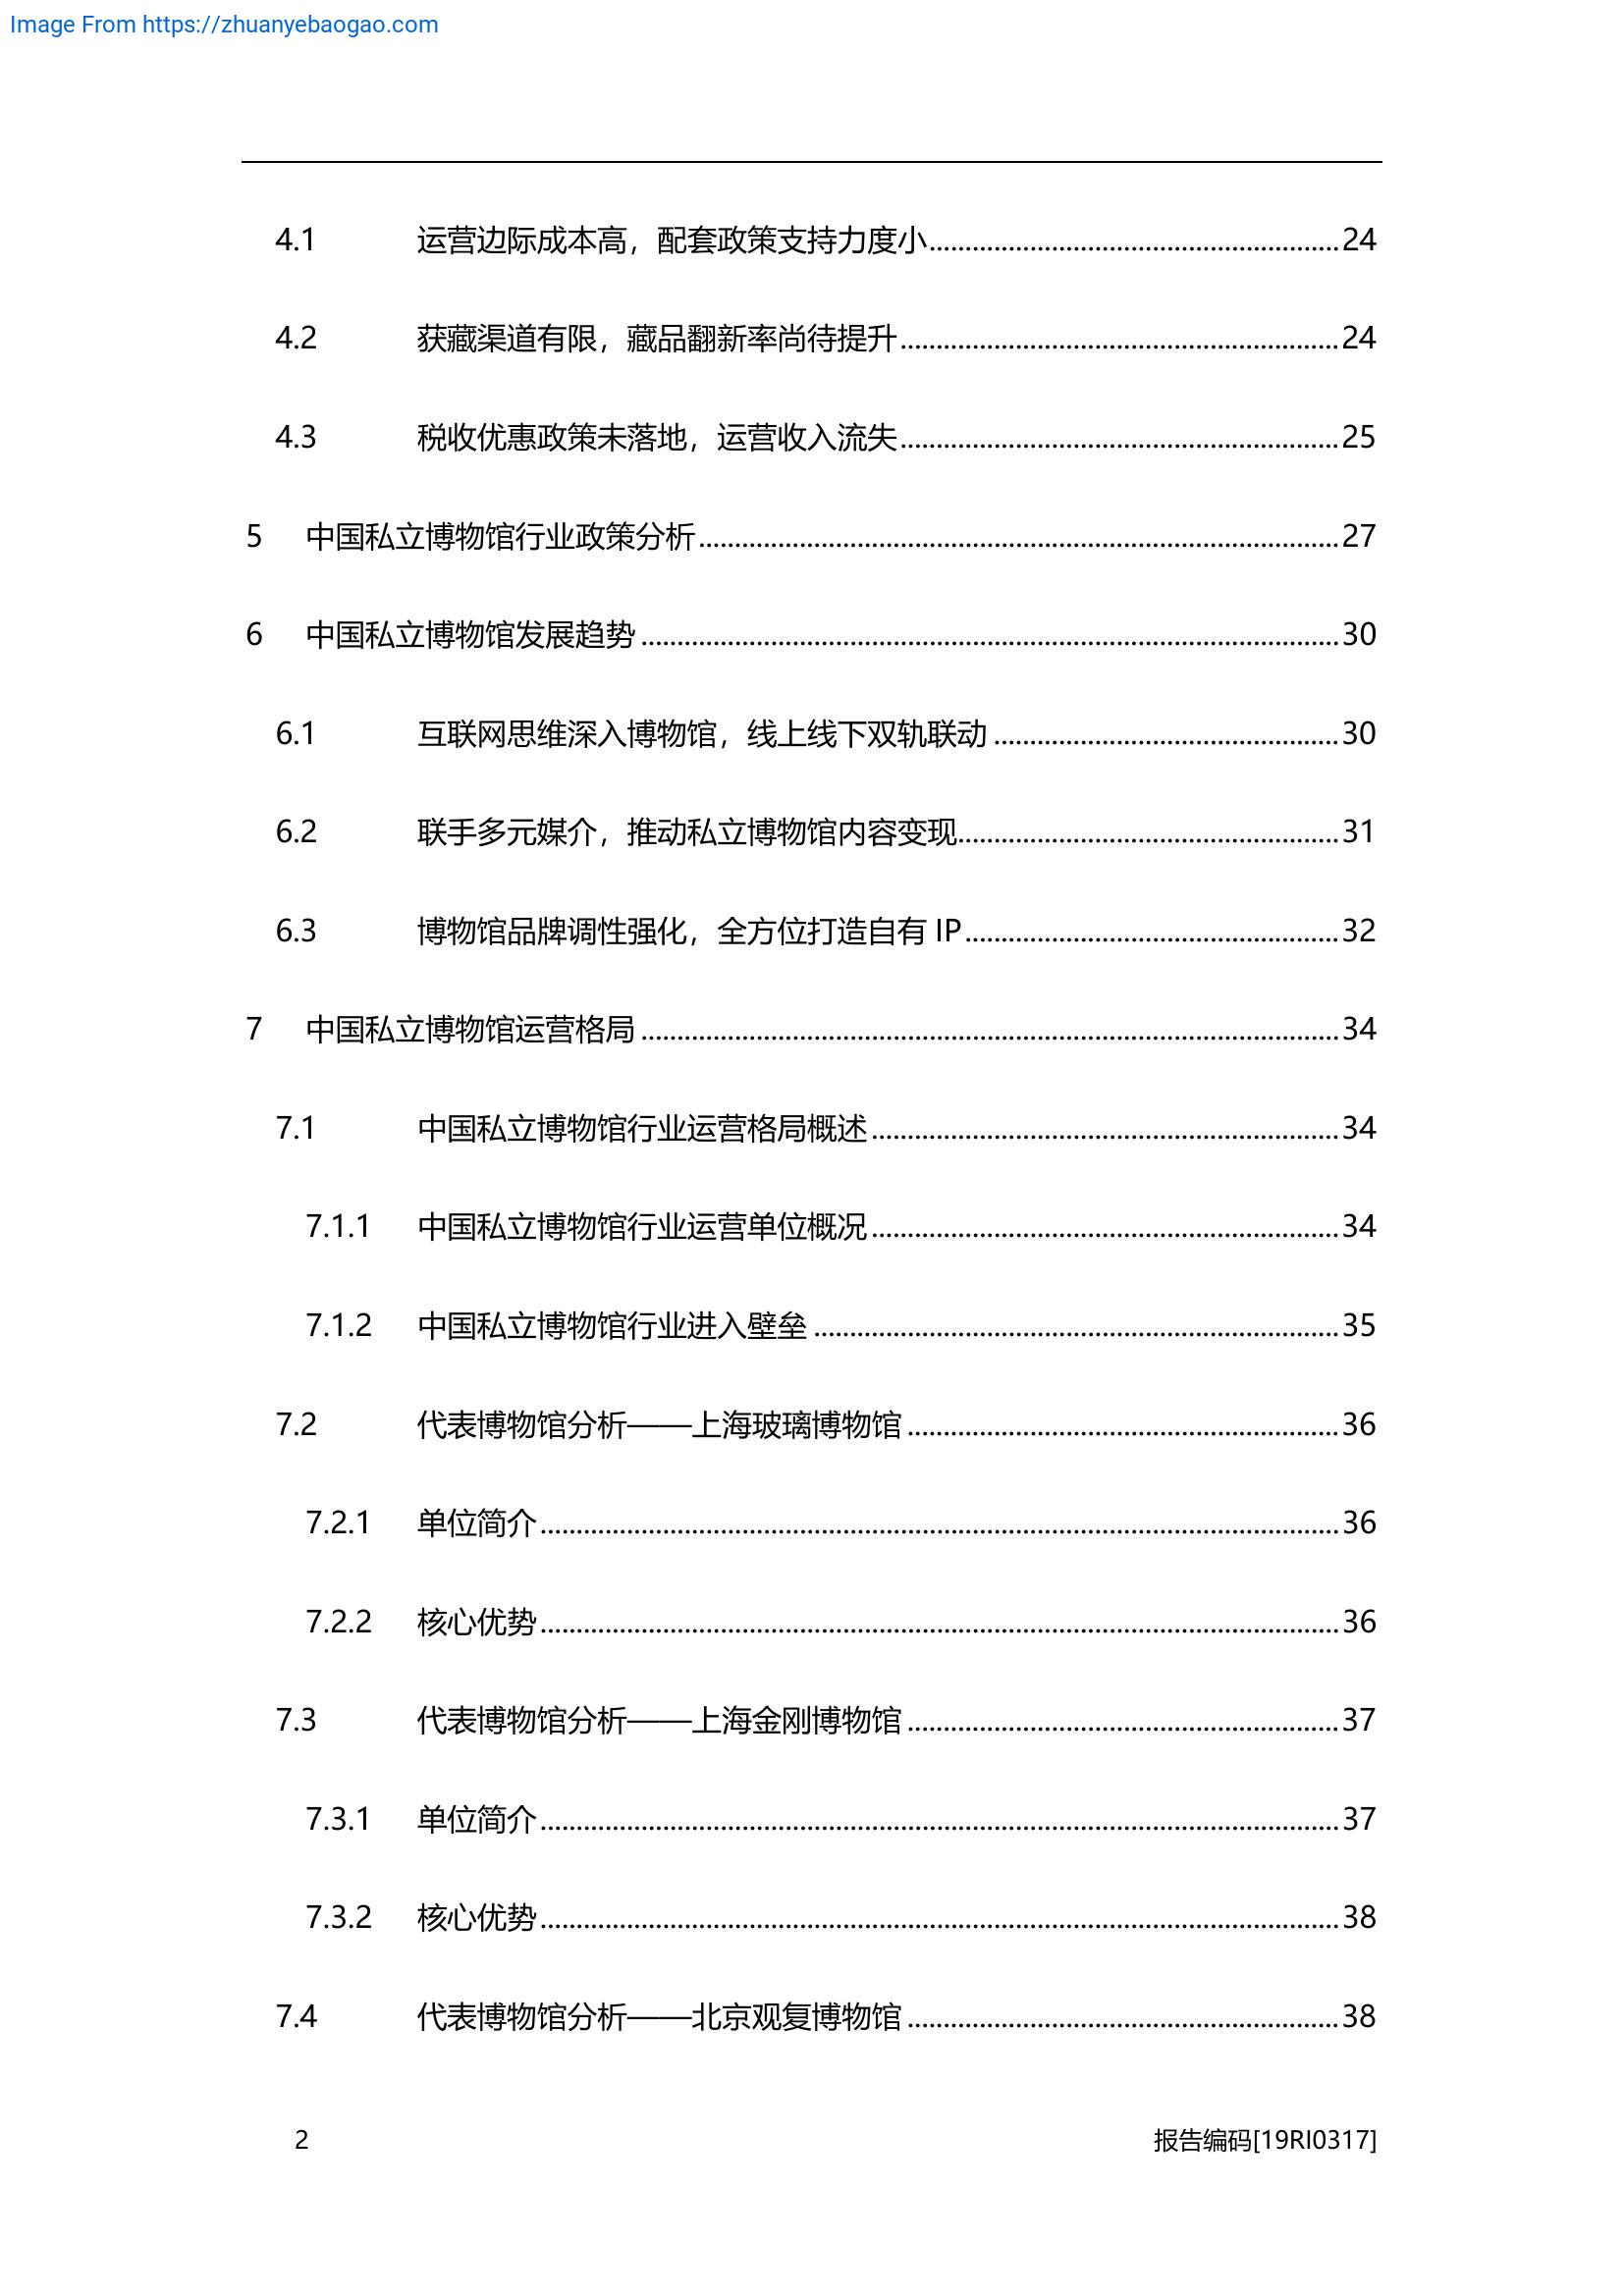 Image From https://zhuanyebaogao.com
4.1 运营边际成本高，配套政策支持力度小........................................................24
4.2 获藏渠道有限，藏品翻新率尚待提升............................................................24
4.3 税收优惠政策未落地，运营收入流失............................................................25
5 中国私立博物馆行业政策分析........................................................................................27
6 中国私立博物馆发展趋势................................................................................................30
6.1 互联网思维深入博物馆，线上线下双轨联动................................................30
6.2 联手多元媒介，推动私立博物馆内容变现....................................................31
6.3 博物馆品牌调性强化，全方位打造自有 IP...................................................32
7 中国私立博物馆运营格局................................................................................................34
7.1 中国私立博物馆行业运营格局概述................................................................34
7.1.1 中国私立博物馆行业运营单位概况................................................................34
7.1.2 中国私立博物馆行业进入壁垒........................................................................35
7.2 代表博物馆分析——上海玻璃博物馆...........................................................36
7.2.1 单位简介..............................................................................................................36
7.2.2 核心优势..............................................................................................................36
7.3 代表博物馆分析——上海金刚博物馆...........................................................37
7.3.1 单位简介..............................................................................................................37
7.3.2 核心优势..............................................................................................................38
7.4 代表博物馆分析——北京观复博物馆...........................................................38
2 报告编码[19RI0317]